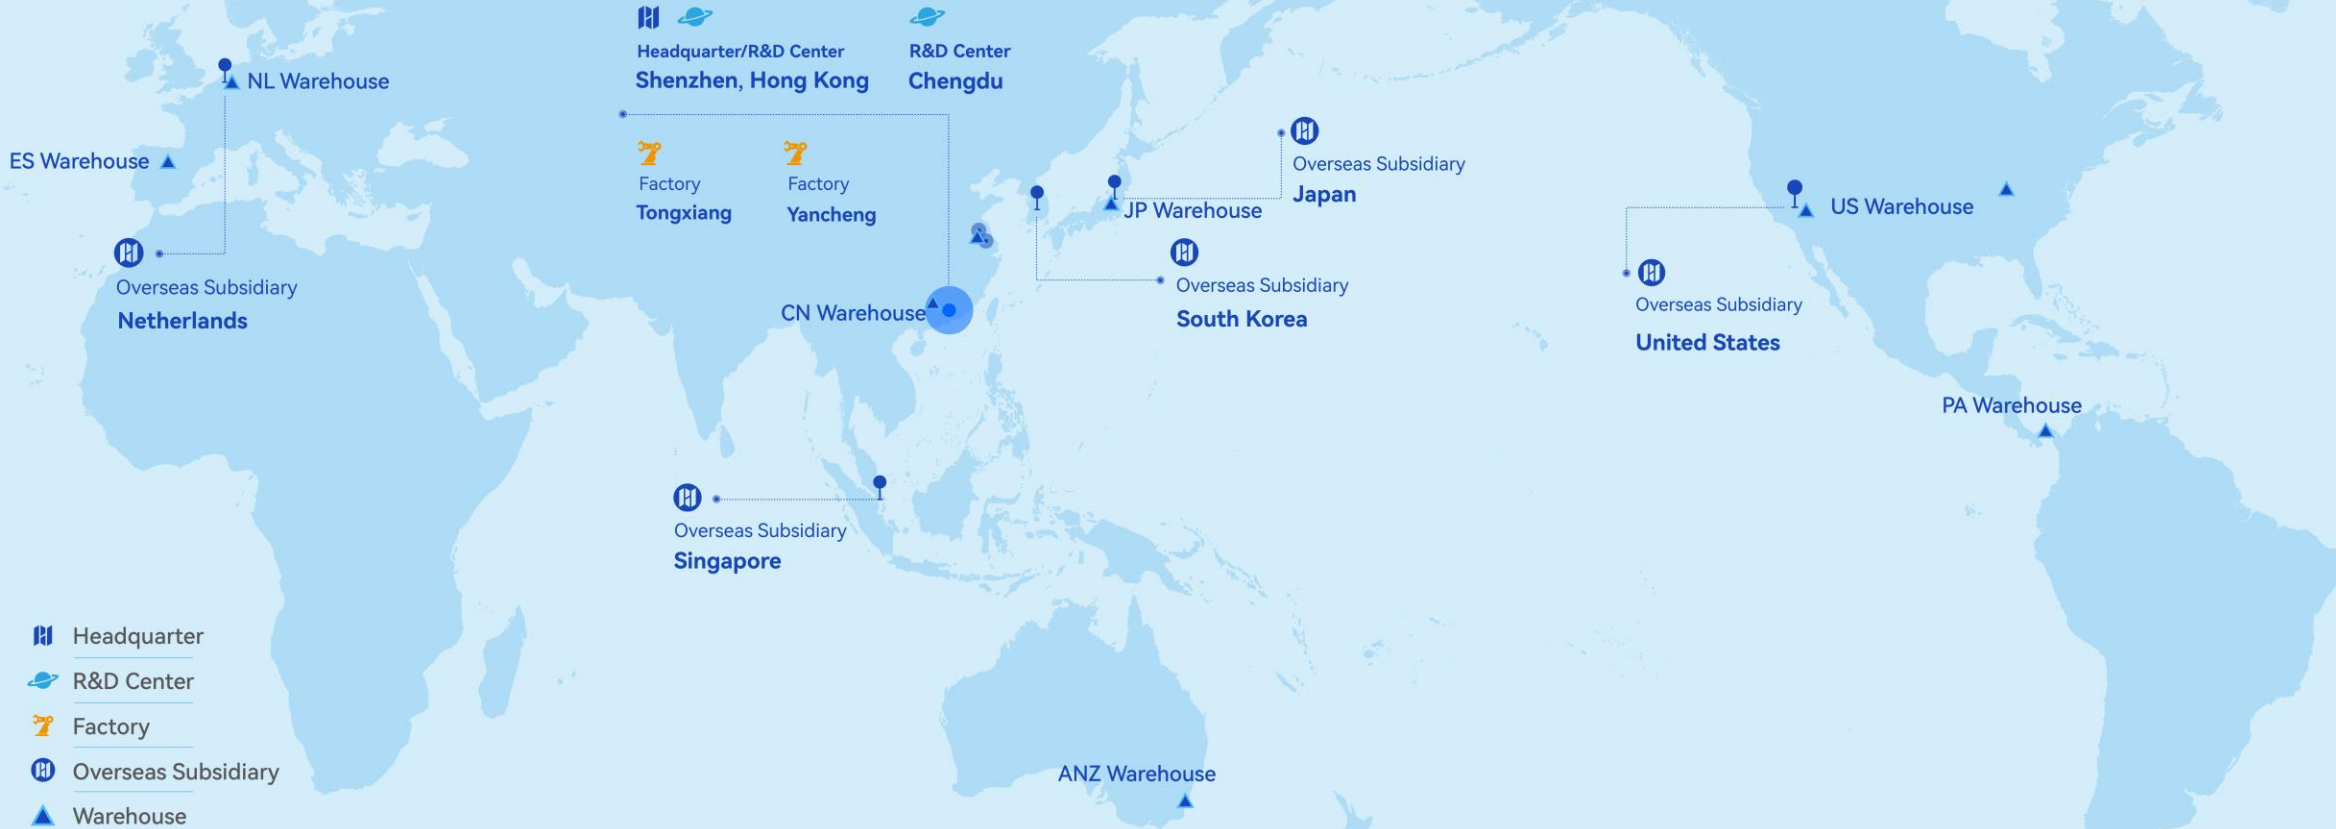 Headquarter/R&D Center
Shenzhen, Hong Kong
R&D Center
Chengdu
NL Warehouse
ES Warehouse
Factory
Tongxiang
Factory
Yancheng
Overseas Subsidiary
Japan
JP Warehouse
US Warehouse
Overseas Subsidiary
Netherlands
CN Warehouse
Overseas Subsidiary
South Korea
Overseas Subsidiary
United States
PA Warehouse
Overseas Subsidiary
Singapore
ANZ Warehouse
Headquarter
R&D Center
Factory
Overseas Subsidiary
Warehouse